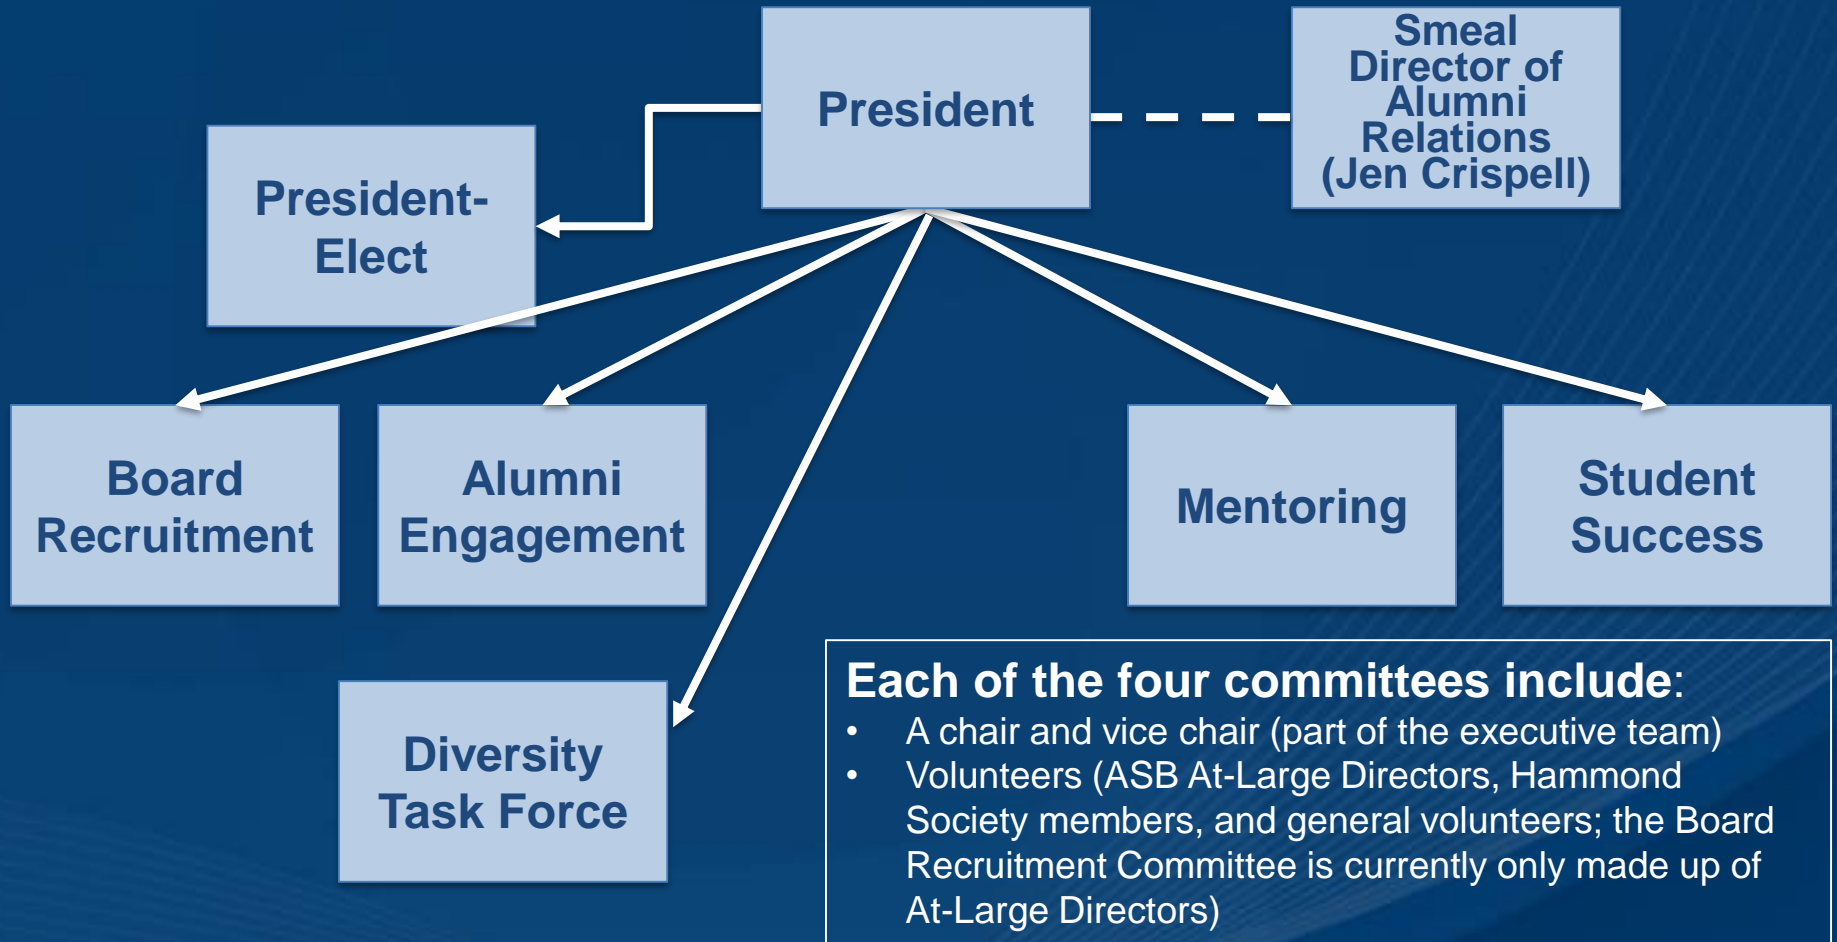 President
Smeal
Director of
Alumni
Relations
(Jen Crispell)
President-
Elect
Board
Recruitment
Alumni
Engagement
Mentoring
Student
Success
Diversity
Task Force
Each of the four committees include:
• A chair and vice chair (part of the executive team)
• Volunteers (ASB At-Large Directors, Hammond
Society members, and general volunteers; the Board
Recruitment Committee is currently only made up of
At-Large Directors)